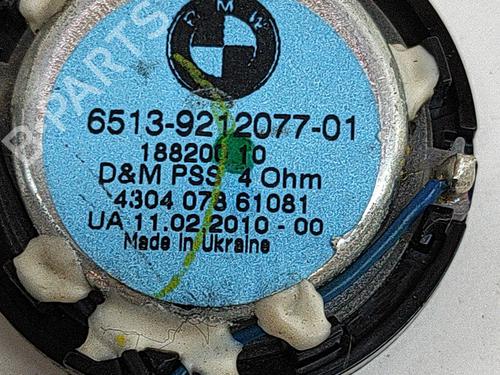 B-PARTS
BMW
6513-9212077-01
18820010
D&M PSS 4 Ohm
4304 078 61081
UA 11.02.2010 - 00
Made in Ukraine